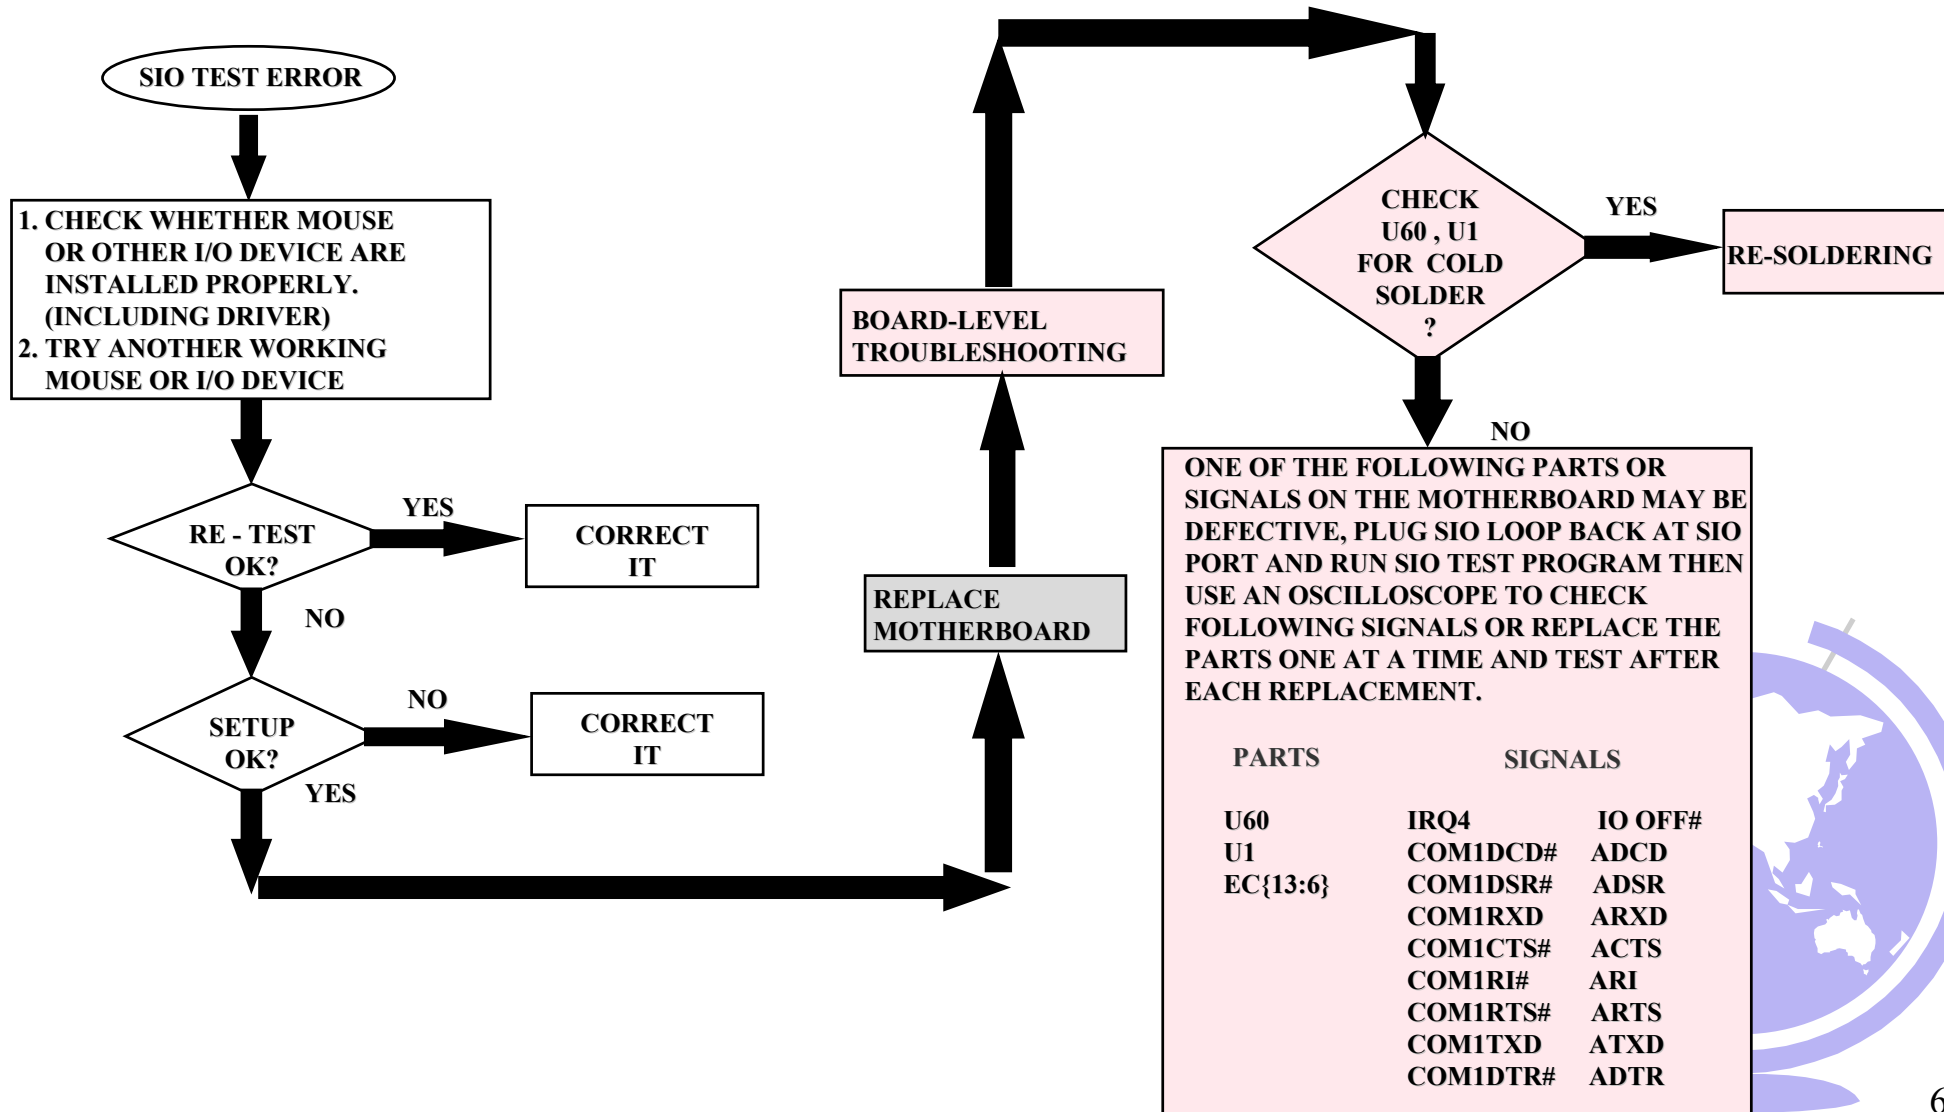 SIO TEST ERROR
1. CHECK WHETHER MOUSE
OR OTHER I/O DEVICE ARE
INSTALLED PROPERLY.
(INCLUDING DRIVER)
2. TRY ANOTHER WORKING
MOUSE OR I/O DEVICE
RE - TEST
OK?
YES
CORRECT
IT
NO
SETUP
OK?
NO
CORRECT
IT
YES
REPLACE
MOTHERBOARD
BOARD-LEVEL
TROUBLESHOOTING
CHECK
U60 , U1
FOR COLD
SOLDER
?
YES
RE-SOLDERING
NO
ONE OF THE FOLLOWING PARTS OR
SIGNALS ON THE MOTHERBOARD MAY BE
DEFECTIVE, PLUG SIO LOOP BACK AT SIO
PORT AND RUN SIO TEST PROGRAM THEN
USE AN OSCILLOSCOPE TO CHECK
FOLLOWING SIGNALS OR REPLACE THE
PARTS ONE AT A TIME AND TEST AFTER
EACH REPLACEMENT.
PARTS SIGNALS
U60 IRQ4 IO OFF#
U1 COM1DCD# ADCD
EC{13:6} COM1DSR# ADSR
COM1RXD ARXD
COM1CTS# ACTS
COM1RI# ARI
COM1RTS# ARTS
COM1TXD ATXD
COM1DTR# ADTR